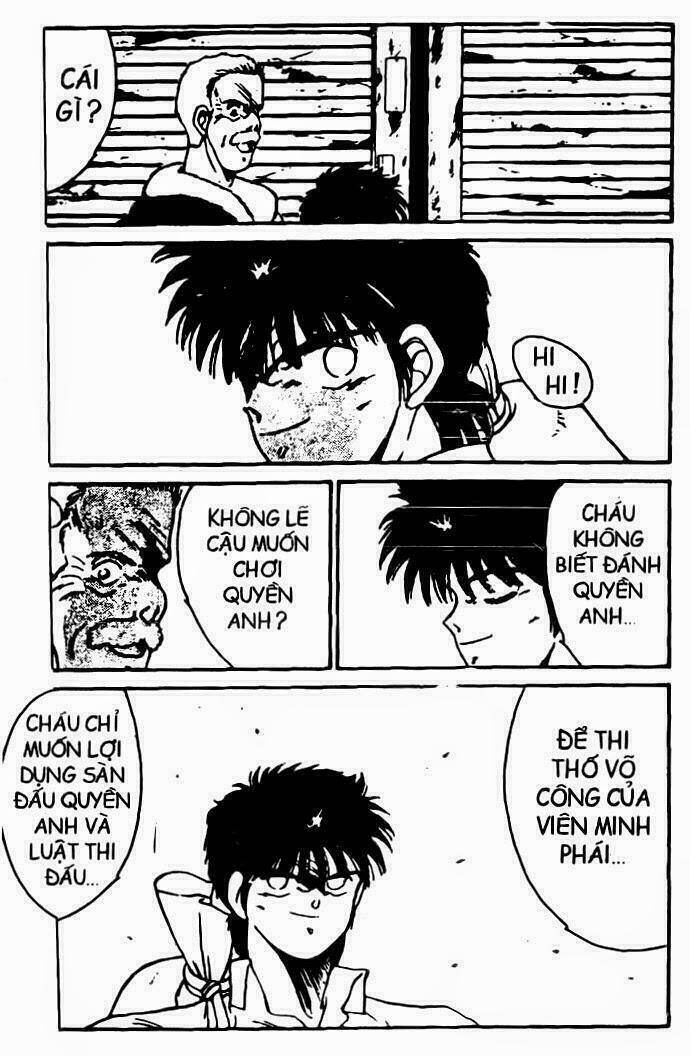 CÁI
GÌ?
HI
HI!
KHÔNG LẼ
CẬU MUỐN
CHƠI
QUYỀN
ANH?
CHÁU
KHÔNG
BIẾT ĐÁNH
QUYỀN
ANH...
CHÁU CHỈ
MUỐN LỢI
DỤNG SÀN
ĐẤU QUYỀN
ANH VÀ
LUẬT THI
ĐẤU...
ĐỂ THI
THỐ VÕ
CÔNG CỦA
VIÊN MINH
PHÁI...